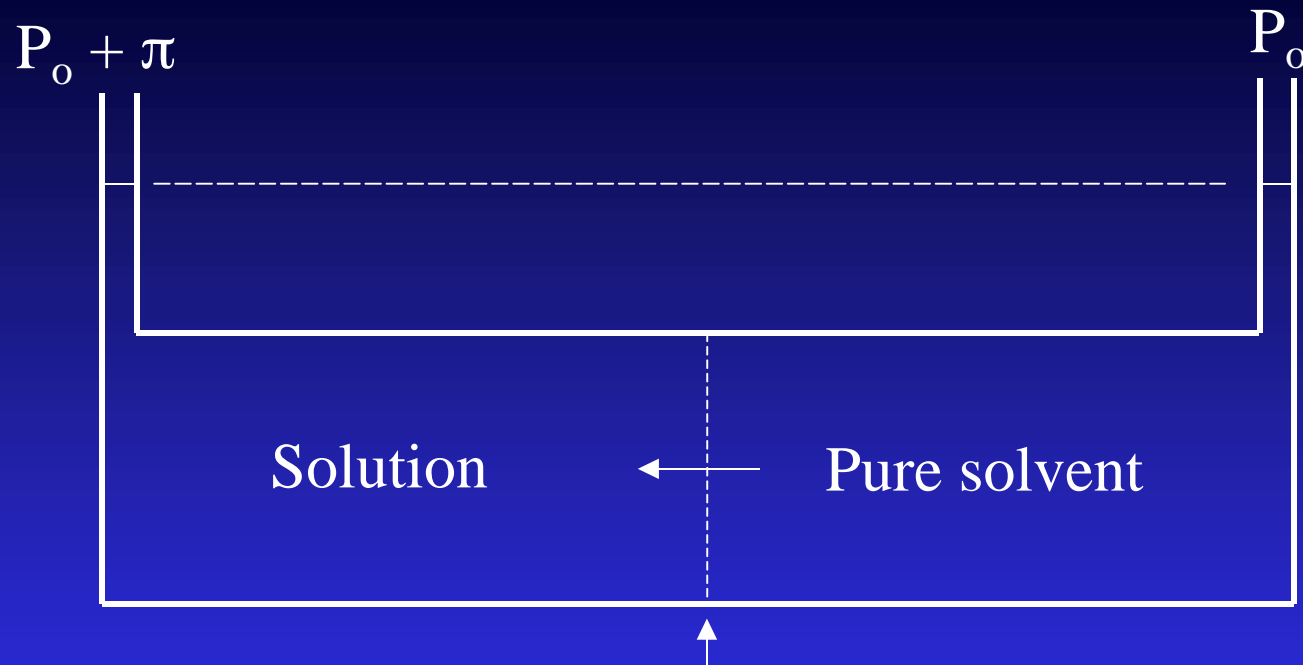 Pₒ + π
Pₒ
Solution
Pure solvent